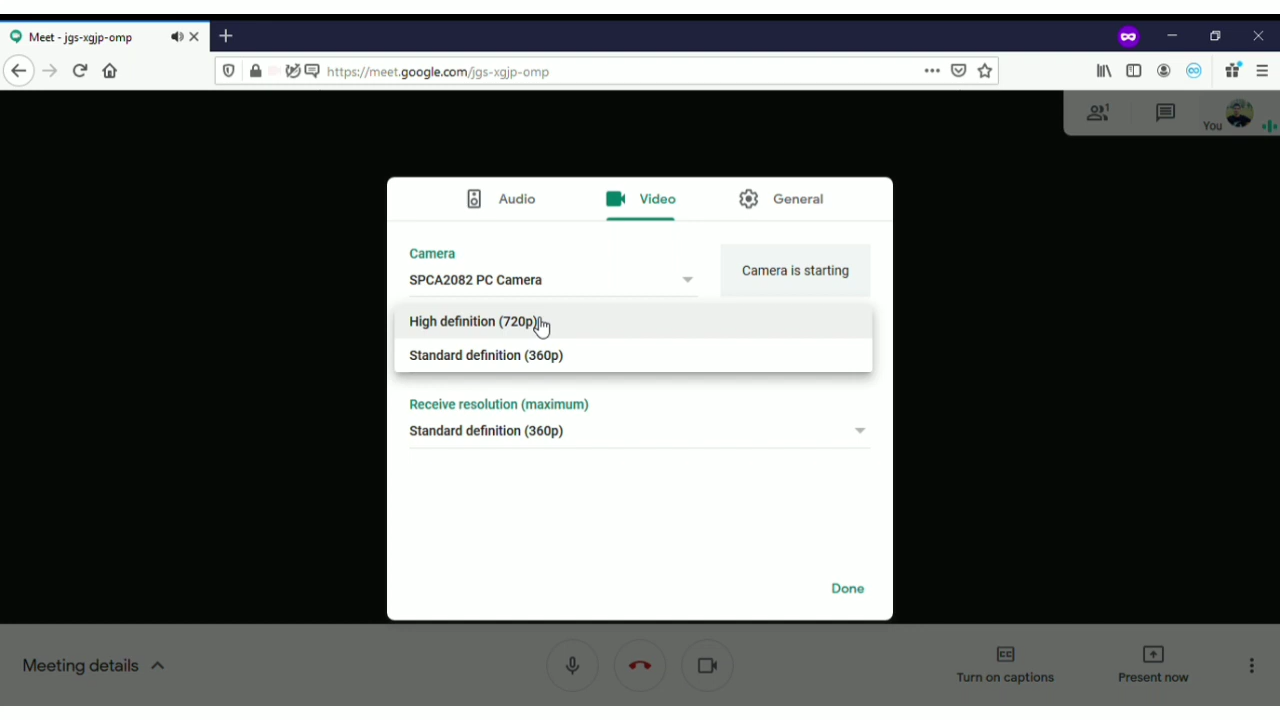 Meet - jgs-xgjp-omp
https://meet.google.com/jgs-xgjp-omp
1
You
Audio
Video
General
Camera
SPCA2082 PC Camera
Camera is starting
High definition (720p)
Standard definition (360p)
Receive resolution (maximum)
Standard definition (360p)
Done
Meeting details
CC
Turn on captions
Present now